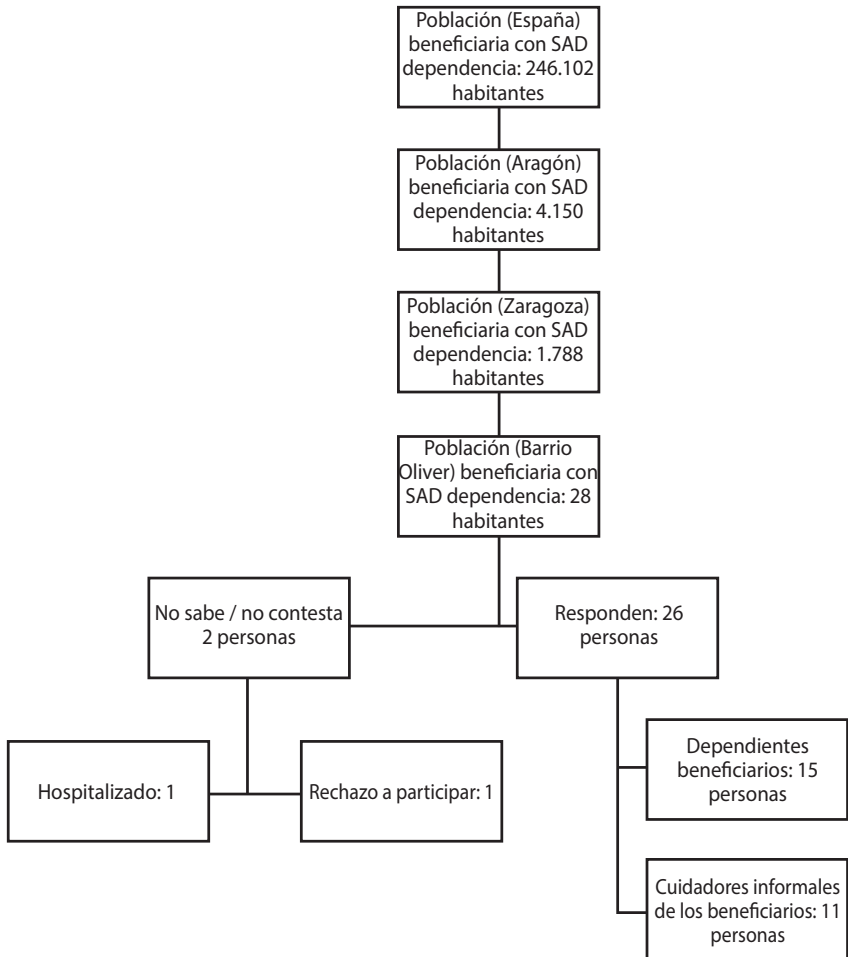 Población (España)
beneficiaria con SAD
dependencia: 246.102
habitantes
Población (Aragón)
beneficiaria con SAD
dependencia: 4.150
habitantes
Población (Zaragoza)
beneficiaria con SAD
dependencia: 1.788
habitantes
Población (Barrio
Oliver) beneficiaria con
SAD dependencia: 28
habitantes
No sabe / no contesta
2 personas
Responden: 26
personas
Hospitalizado: 1
Rechazo a participar: 1
Dependientes
beneficiarios: 15
personas
Cuidadores informales
de los beneficiarios: 11
personas